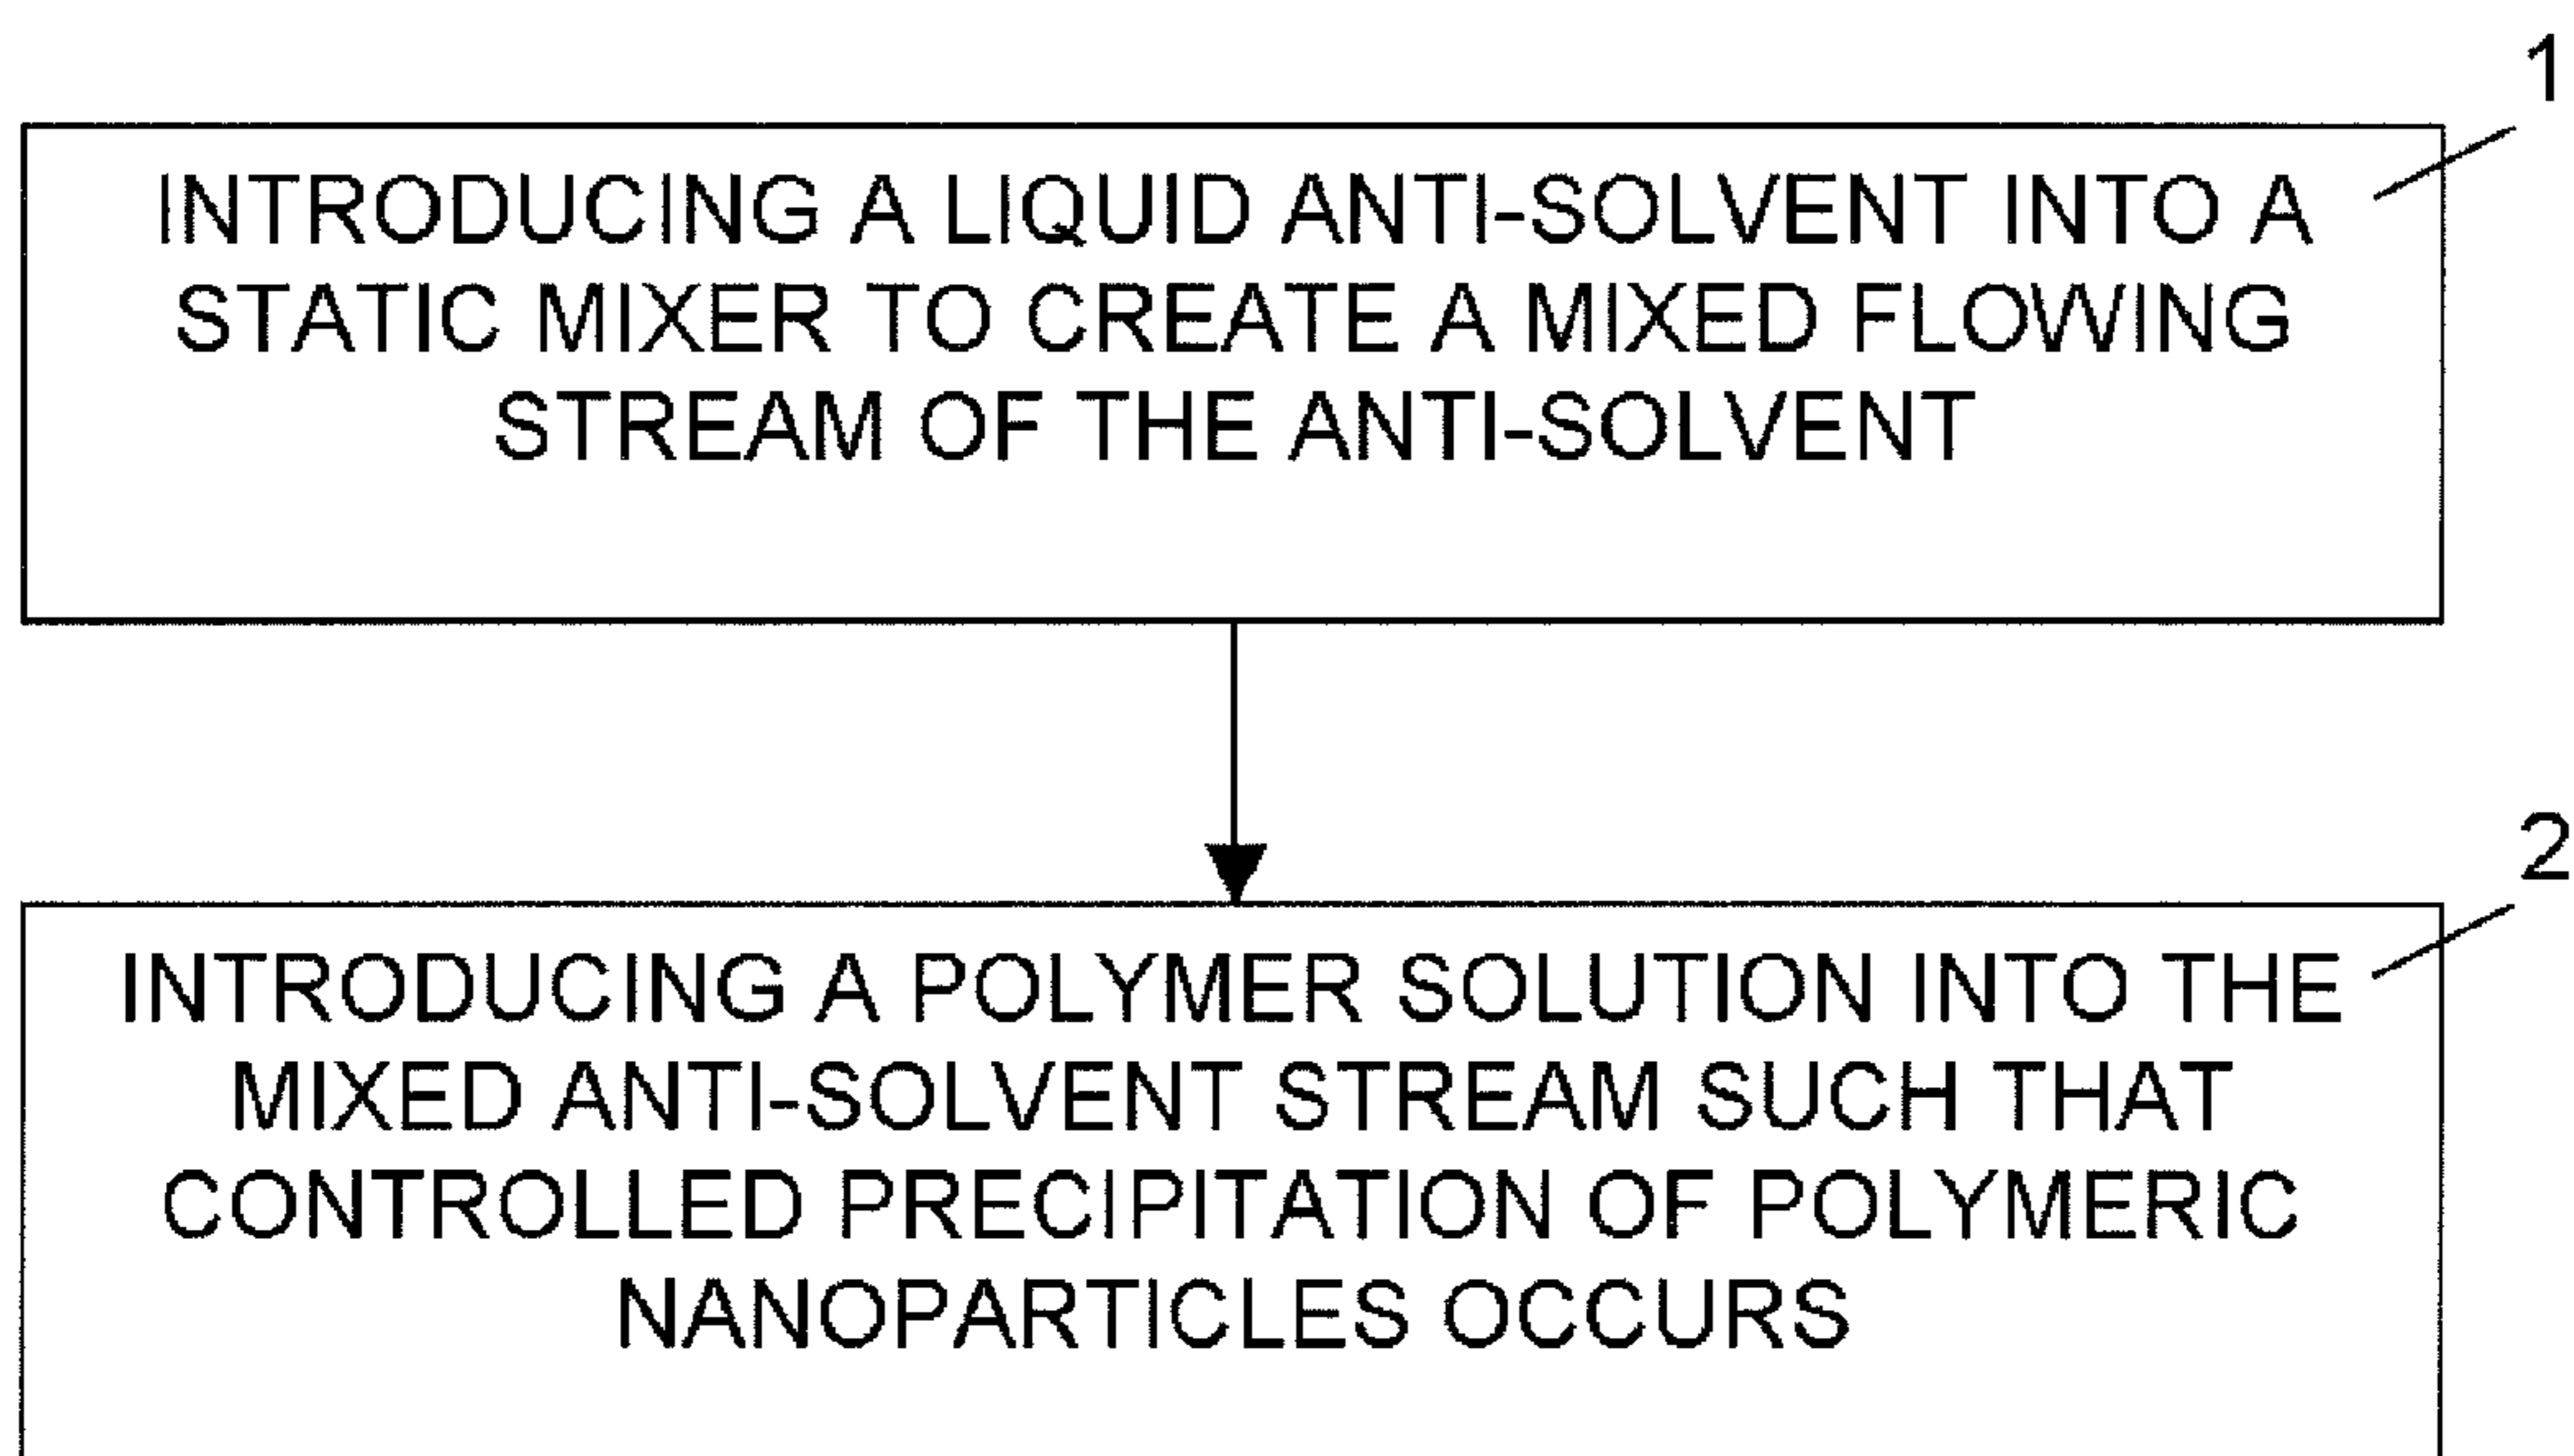 1
INTRODUCING A LIQUID ANTI-SOLVENT INTO A
STATIC MIXER TO CREATE A MIXED FLOWING
STREAM OF THE ANTI-SOLVENT
2
INTRODUCING A POLYMER SOLUTION INTO THE
MIXED ANTI-SOLVENT STREAM SUCH THAT
CONTROLLED PRECIPITATION OF POLYMERIC
NANOPARTICLES OCCURS